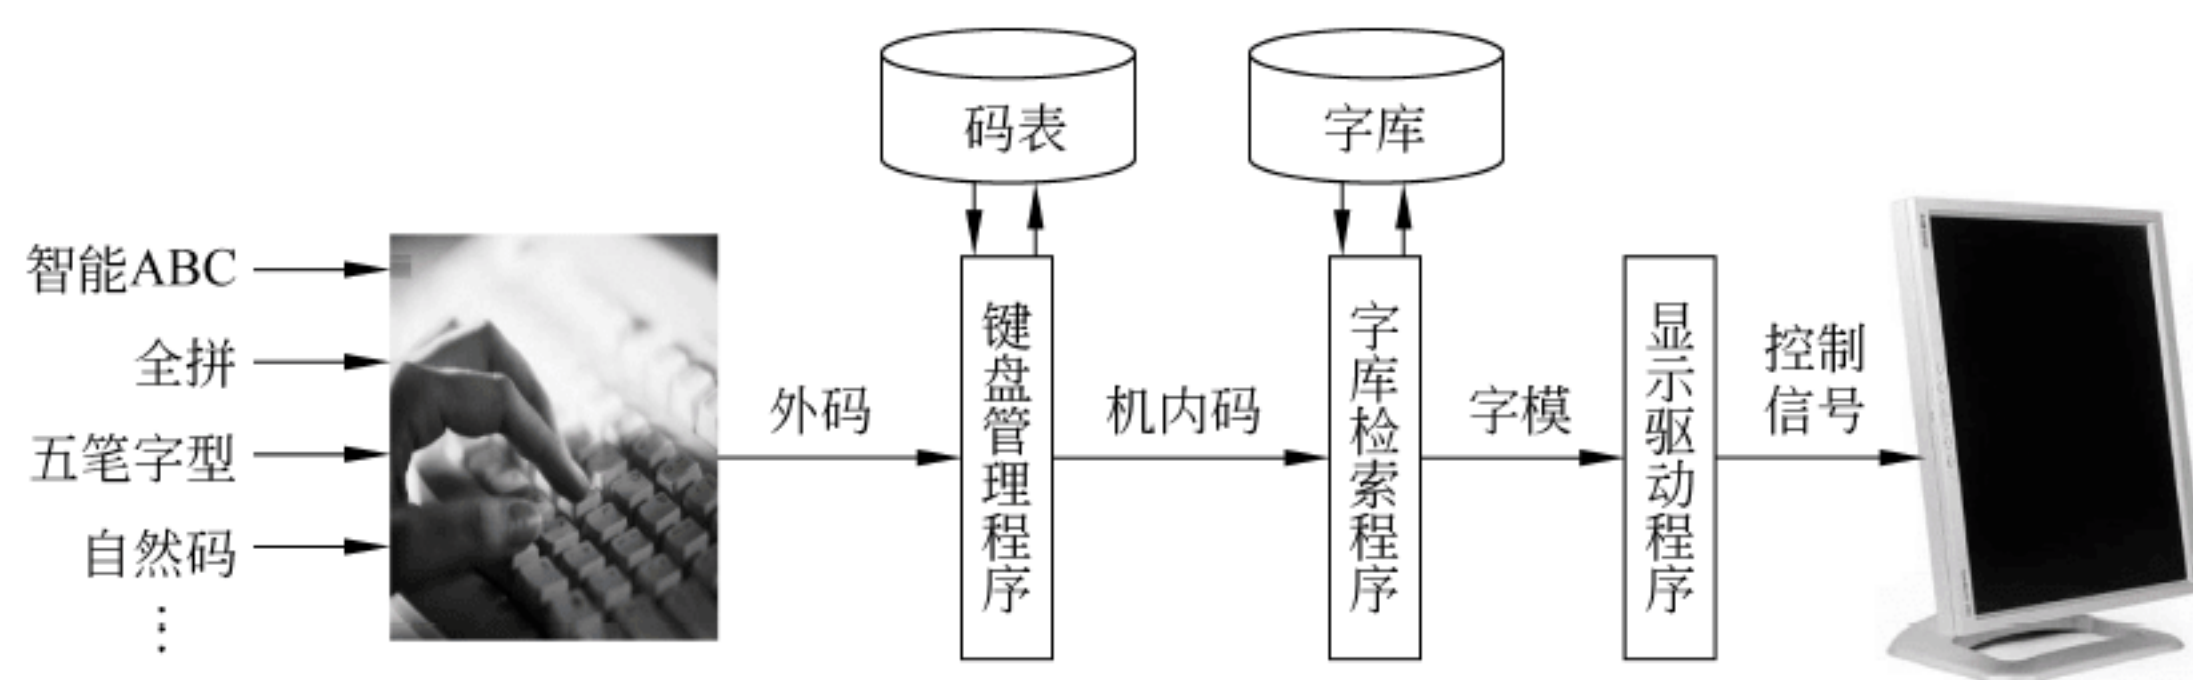 码表
字库
智能ABC
全拼
五笔字型
自然码
⋮
外码
键盘管理程序
机内码
字库检索程序
字模
显示驱动程序
控制
信号